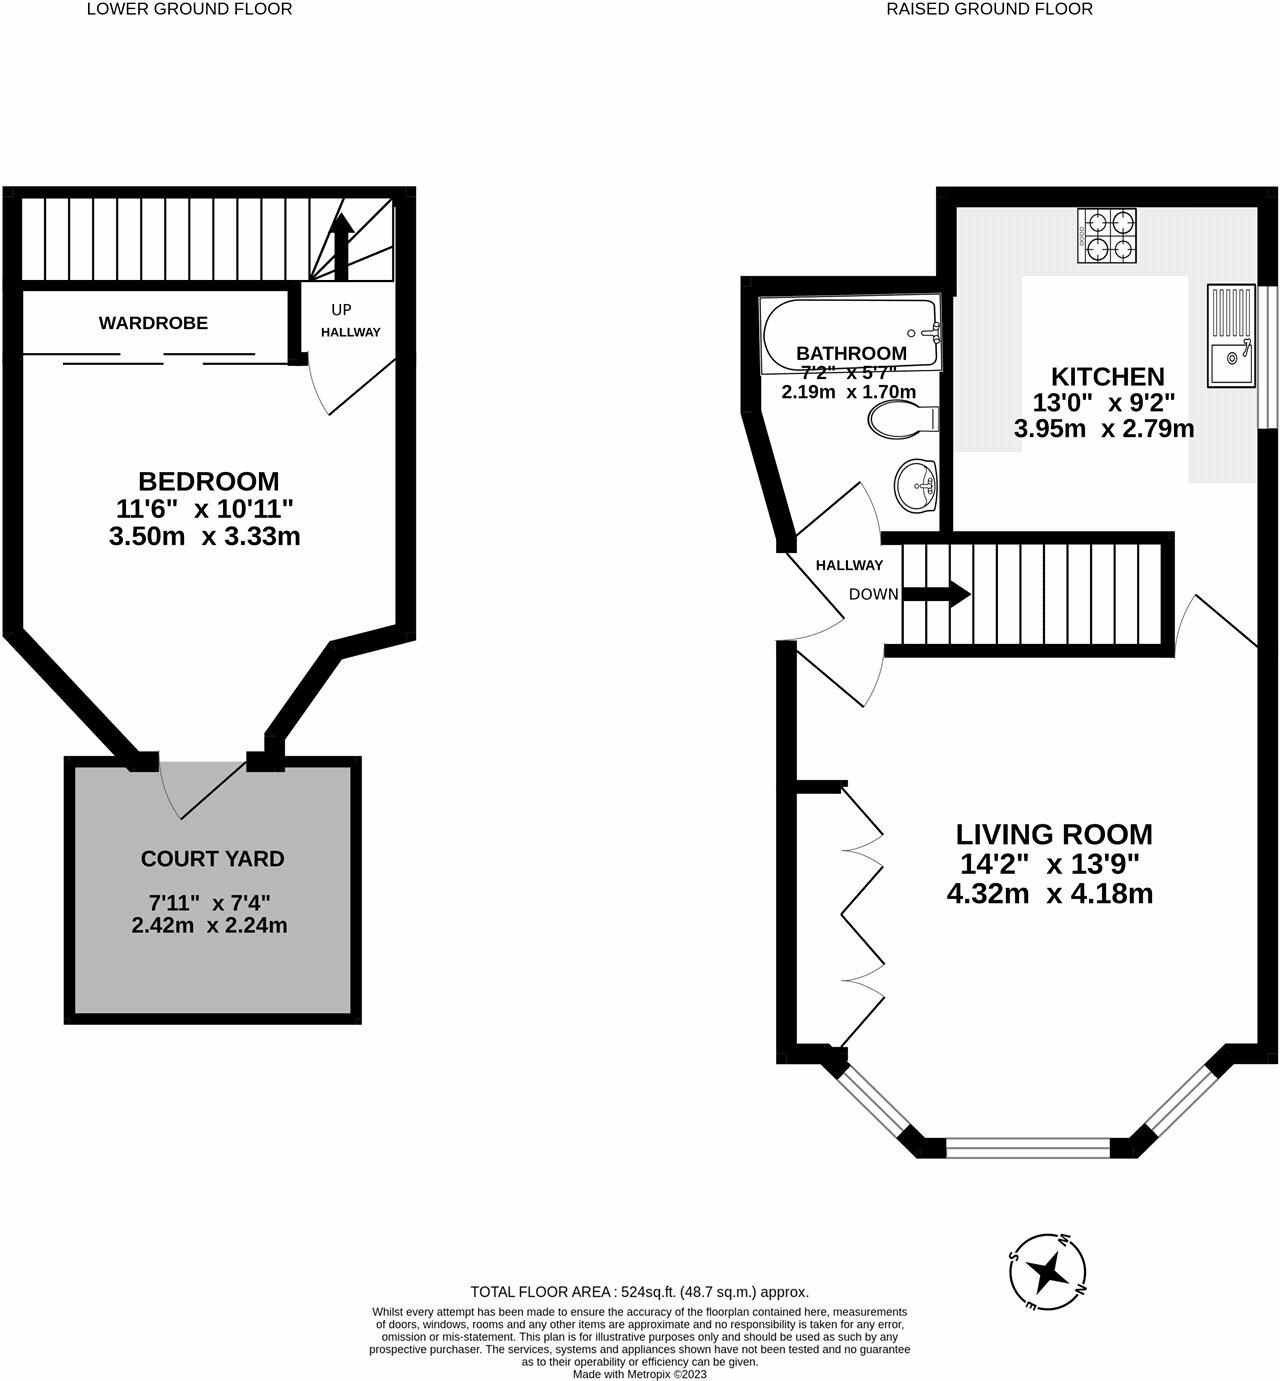 LOWER GROUND FLOOR
RAISED GROUND FLOOR
UP
HALLWAY
WARDROBE
BEDROOM
11'6" x 10'11"
3.50m x 3.33m
COURT YARD
7'11" x 7'4"
2.42m x 2.24m
BATHROOM
7'2" x 5'7"
2.19m x 1.70m
KITCHEN
13'0" x 9'2"
3.95m x 2.79m
HALLWAY
DOWN
LIVING ROOM
14'2" x 13'9"
4.32m x 4.18m
S
W
E
N
TOTAL FLOOR AREA : 524sq.ft. (48.7 sq.m.) approx.
Whilst every attempt has been made to ensure the accuracy of the floorplan contained here, measurements
of doors, windows, rooms and any other items are approximate and no responsibility is taken for any error,
omission or mis-statement. This plan is for illustrative purposes only and should be used as such by any
prospective purchaser. The services, systems and appliances shown have not been tested and no guarantee
as to their operability or efficiency can be given.
Made with Metropix ©2023